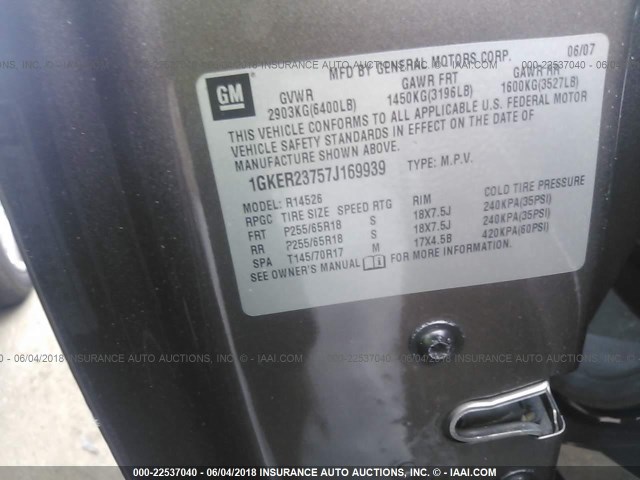 GM
MFD BY GENERAL MOTORS CORP. 06/07
GVWR GAWR FRT GAWR RR
2903KG(6400LB) 1450KG(3196LB) 1600KG(3527LB)
THIS VEHICLE CONFORMS TO ALL APPLICABLE U.S. FEDERAL MOTOR
VEHICLE SAFETY STANDARDS IN EFFECT ON THE DATE OF
MANUFACTURE SHOWN ABOVE.
1GKER23757J169939 TYPE: M.P.V.
MODEL: R14526
RPGC TIRE SIZE SPEED RTG RIM COLD TIRE PRESSURE
FRT P255/65R18 S 18X7.5J 240KPA(35PSI)
RR P255/65R18 S 18X7.5J 240KPA(35PSI)
SPA T145/70R17 M 17X4.5B 420KPA(60PSI)
SEE OWNER'S MANUAL FOR MORE INFORMATION.
000-22537040 - 06/04/2018 INSURANCE AUTO AUCTIONS, INC. - © - IAAI.COM